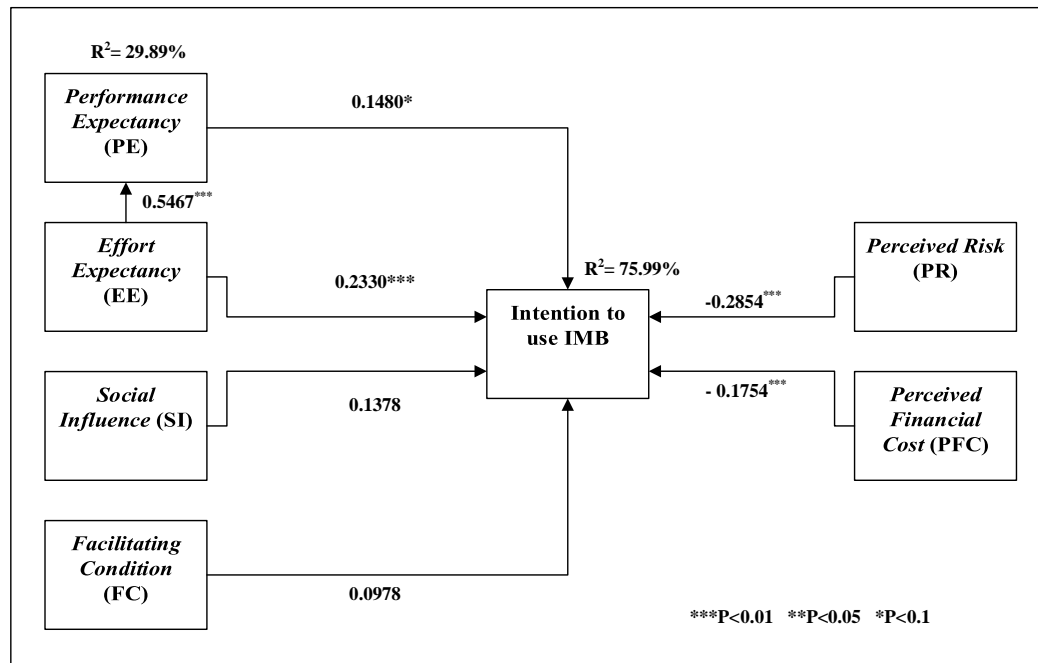 R²= 29.89%
Performance
Expectancy
(PE)
0.1480*
0.5467***
Effort
Expectancy
(EE)
0.2330***
R²= 75.99%
Intention to
use IMB
Perceived Risk
(PR)
-0.2854***
Social
Influence (SI)
0.1378
- 0.1754***
Perceived
Financial
Cost (PFC)
Facilitating
Condition
(FC)
0.0978
***P<0.01 **P<0.05 *P<0.1